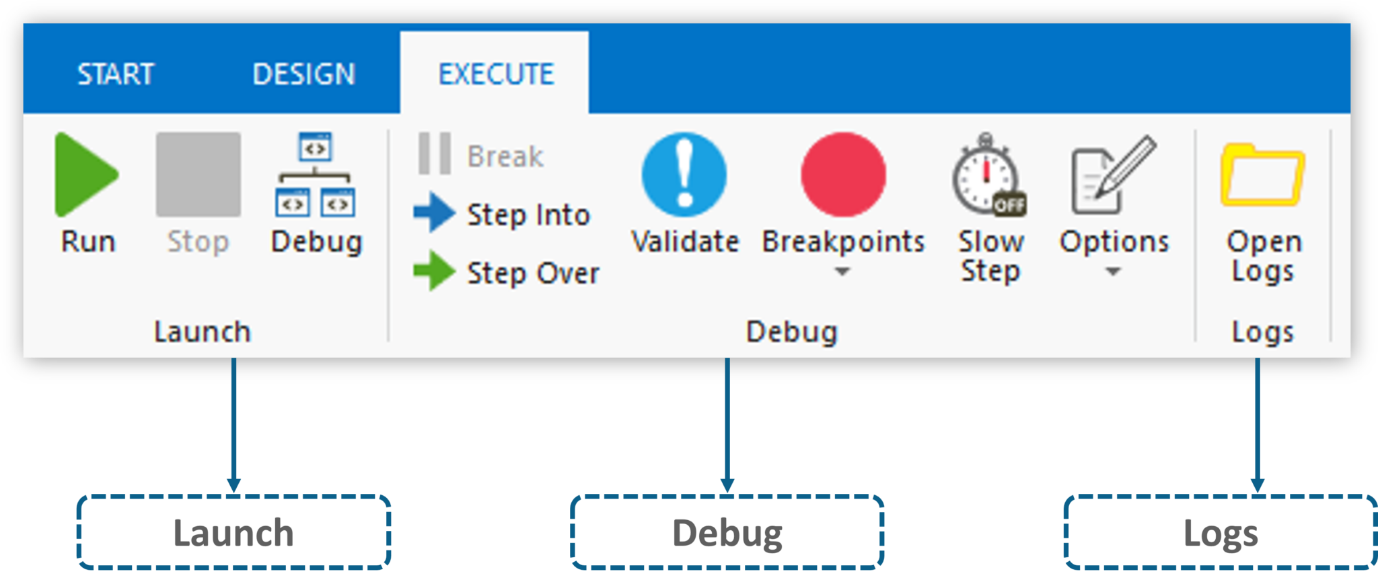 START DESIGN EXECUTE
Run Stop Debug
Break
Step Into
Step Over
Validate Breakpoints Slow Step Options
OFF
Open Logs
Launch Debug Logs
Launch Debug Logs